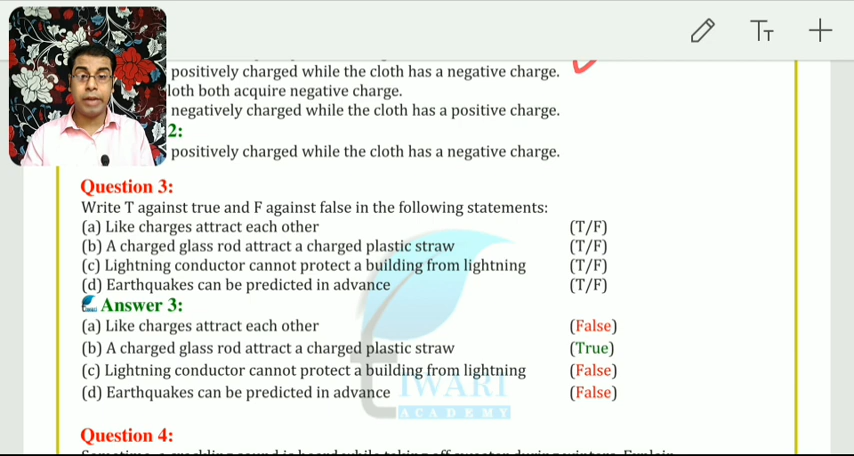 Tт
positively charged while the cloth has a negative charge.
loth both acquire negative charge.
negatively charged while the cloth has a positive charge.
2:
positively charged while the cloth has a negative charge.
Question 3:
Write T against true and F against false in the following statements:
(a) Like charges attract each other (T/F)
(b) A charged glass rod attract a charged plastic straw (T/F)
(c) Lightning conductor cannot protect a building from lightning (T/F)
(d) Earthquakes can be predicted in advance (T/F)
Answer 3:
(a) Like charges attract each other (False)
(b) A charged glass rod attract a charged plastic straw (True)
(c) Lightning conductor cannot protect a building from lightning (False)
(d) Earthquakes can be predicted in advance (False)
TIWARI
ACADEMY
Question 4: